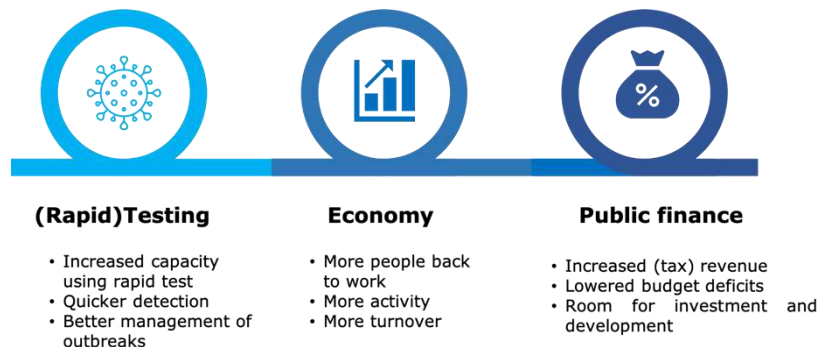 %
(Rapid)Testing
• Increased capacity
using rapid test
• Quicker detection
• Better management of
outbreaks
Economy
• More people back
to work
• More activity
• More turnover
Public finance
• Increased (tax) revenue
• Lowered budget deficits
• Room for investment and
development